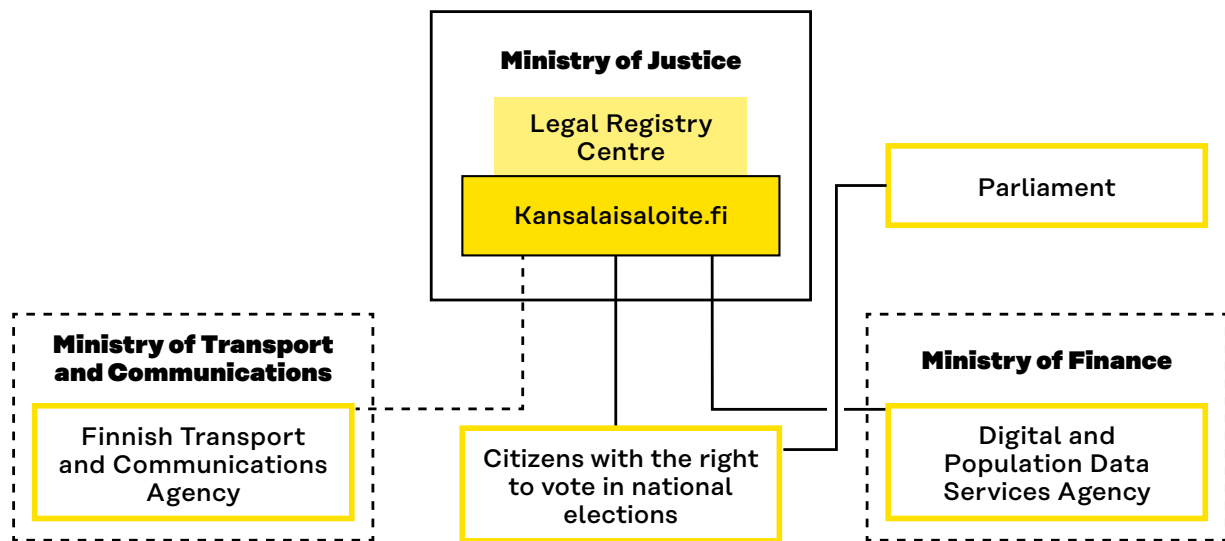 Ministry of Justice
Legal Registry
Centre
Kansalaisaloite.fi
Parliament
Ministry of Transport
and Communications
Finnish Transport
and Communications
Agency
Citizens with the right
to vote in national
elections
Ministry of Finance
Digital and
Population Data
Services Agency